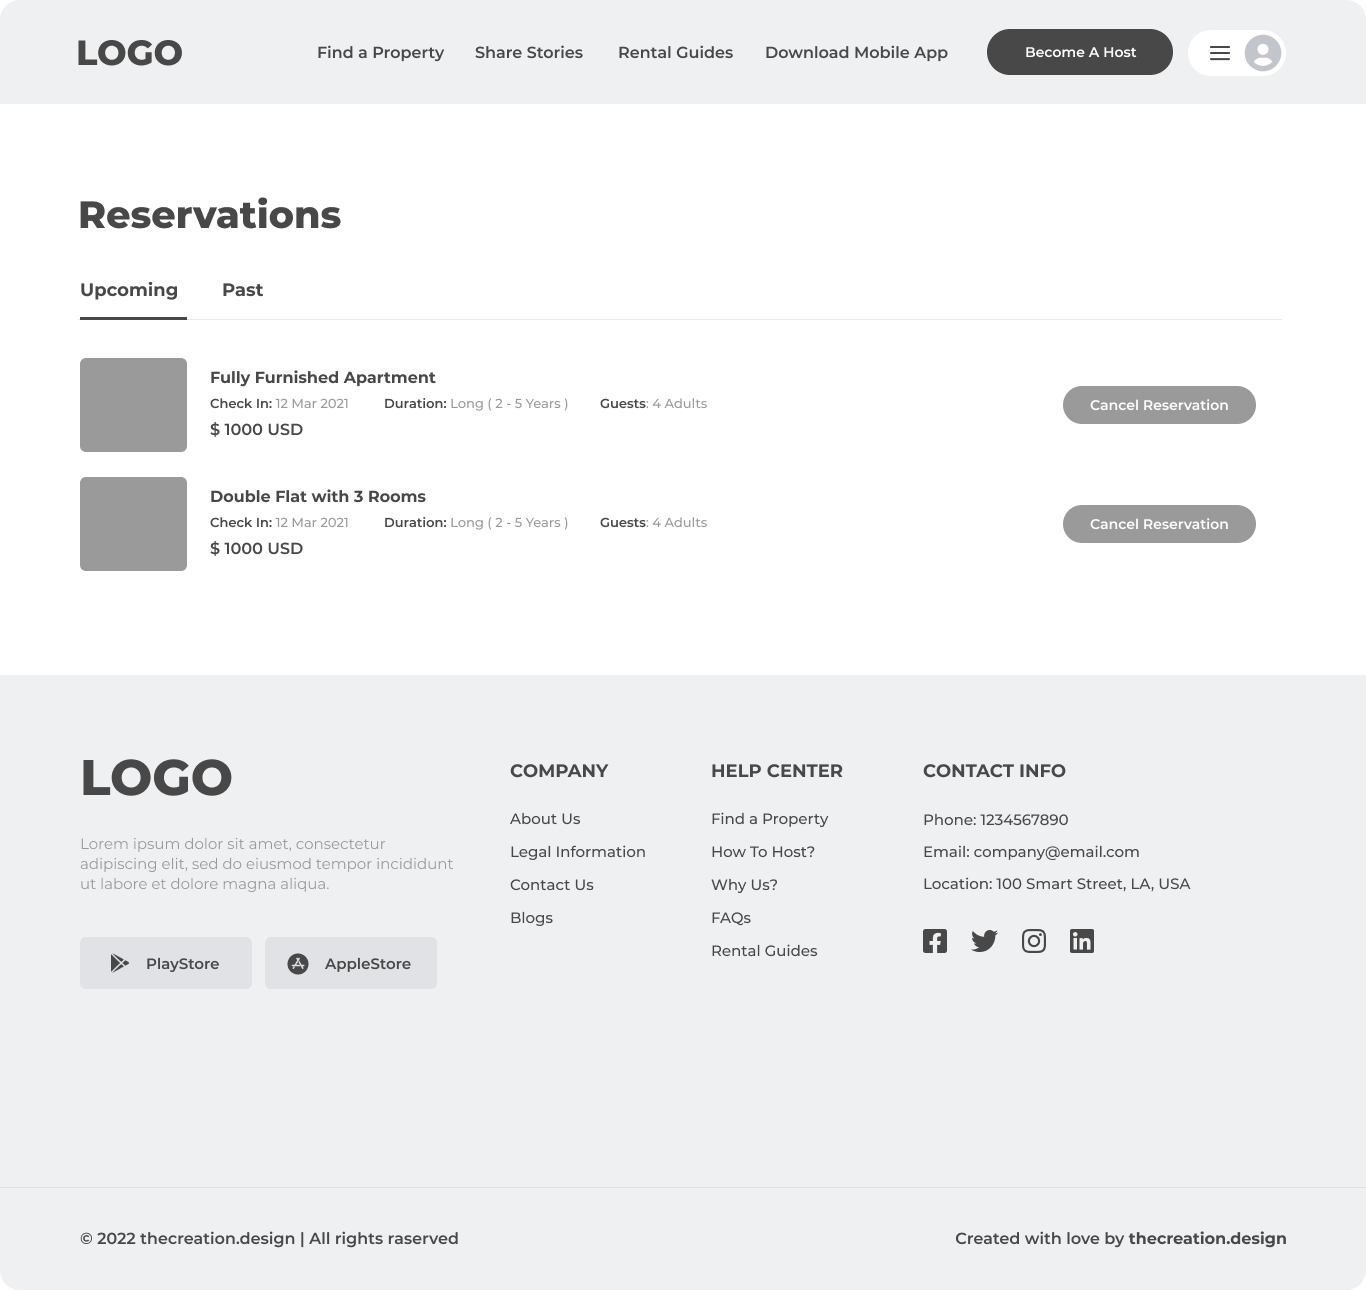 LOGO
Find a Property
Share Stories
Rental Guides
Download Mobile App
Become A Host
Reservations
Upcoming
Past
Fully Furnished Apartment
Check In: 12 Mar 2021
Duration: Long ( 2 - 5 Years )
Guests: 4 Adults
$ 1000 USD
Cancel Reservation
Double Flat with 3 Rooms
Check In: 12 Mar 2021
Duration: Long ( 2 - 5 Years )
Guests: 4 Adults
$ 1000 USD
Cancel Reservation
LOGO
Lorem ipsum dolor sit amet, consectetur
adipiscing elit, sed do eiusmod tempor incididunt
ut labore et dolore magna aliqua.
PlayStore
AppleStore
COMPANY
About Us
Legal Information
Contact Us
Blogs
HELP CENTER
Find a Property
How To Host?
Why Us?
FAQs
Rental Guides
CONTACT INFO
Phone: 1234567890
Email: company@email.com
Location: 100 Smart Street, LA, USA
© 2022 thecreation.design | All rights raserved
Created with love by thecreation.design